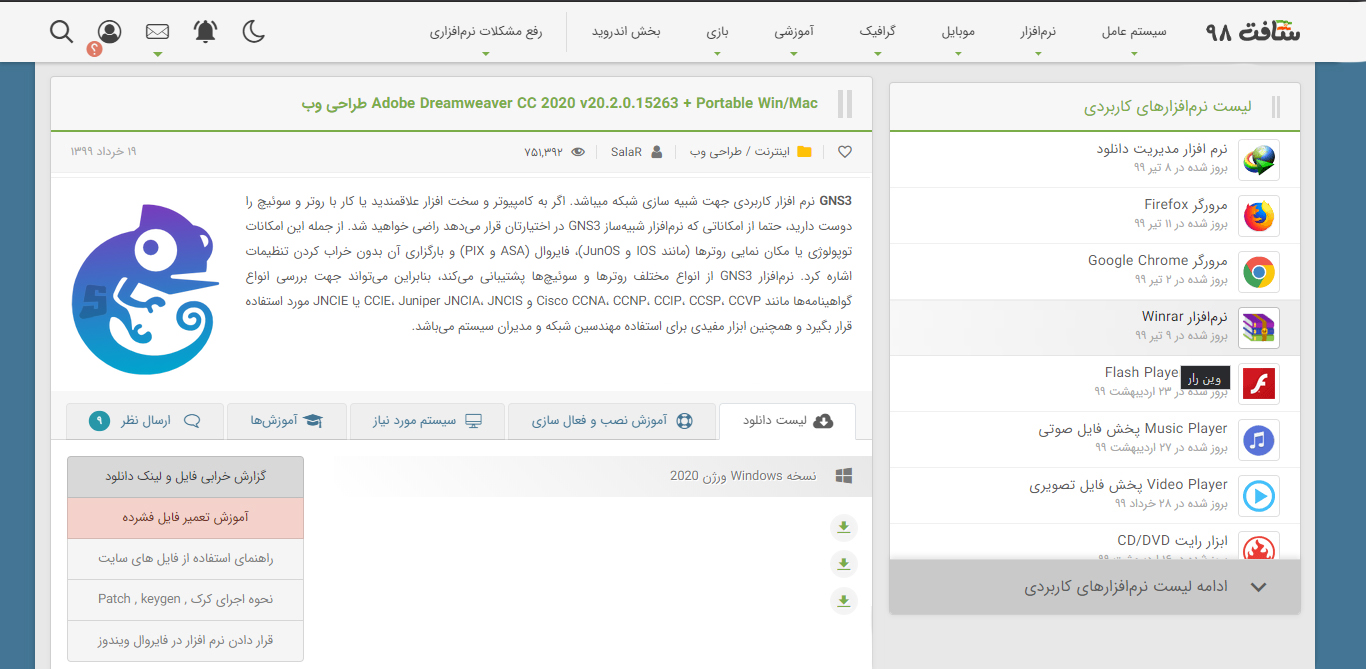 سافت ۹۸
سیستم عامل
نرم‌افزار
موبایل
گرافیک
آموزشی
بازی
بخش اندروید
رفع مشکلات نرم‌افزاری
؟
لیست نرم‌افزارهای کاربردی
نرم افزار مدیریت دانلود
بروز شده در ۸ تیر ۹۹
مرورگر Firefox
بروز شده در ۱۱ تیر ۹۹
مرورگر Google Chrome
بروز شده در ۲ تیر ۹۹
نرم‌افزار Winrar
بروز شده در ۹ تیر ۹۹
Flash Playe
وین رار
بروز شده در ۲۳ اردیبهشت ۹۹
Music Player پخش فایل صوتی
بروز شده در ۲۷ اردیبهشت ۹۹
Video Player پخش فایل تصویری
بروز شده در ۲۸ خرداد ۹۹
ابزار رایت CD/DVD
ادامه لیست نرم‌افزارهای کاربردی
Adobe Dreamweaver CC 2020 v20.2.0.15263 + Portable Win/Mac طراحی وب
اینترنت / طراحی وب
SalaR
۷۵۱,۳۹۲
۱۹ خرداد ۱۳۹۹
GNS3 نرم افزار کاربردی جهت شبیه سازی شبکه میباشد. اگر به کامپیوتر و سخت افزار علاقمندید یا کار با روتر و سوئیچ را
دوست دارید، حتما از امکاناتی که نرم‌افزار شبیه‌ساز GNS3 در اختیارتان قرار می‌دهد راضی خواهید شد. از جمله این امکانات
توپولوژی یا مکان نمایی روترها (مانند IOS و JunOS)، فایروال (ASA و PIX) و بارگزاری آن بدون خراب کردن تنظیمات
اشاره کرد. نرم‌افزار GNS3 از انواع مختلف روترها و سوئیچ‌ها پشتیبانی می‌کند، بنابراین می‌تواند جهت بررسی انواع
گواهینامه‌ها مانند Cisco CCNA، CCNP، CCIP، CCSP، CCVP و CCIE، Juniper JNCIA، JNCIS یا JNCIE مورد استفاده
قرار بگیرد و همچنین ابزار مفیدی برای استفاده مهندسین شبکه و مدیران سیستم می‌باشد.
لیست دانلود
آموزش نصب و فعال سازی
سیستم مورد نیاز
آموزش‌ها
ارسال نظر ۹
نسخه Windows ورژن 2020
گزارش خرابی فایل و لینک دانلود
آموزش تعمیر فایل فشرده
راهنمای استفاده از فایل های سایت
نحوه اجرای کرک , Patch , keygen
قرار دادن نرم افزار در فایروال ویندوز